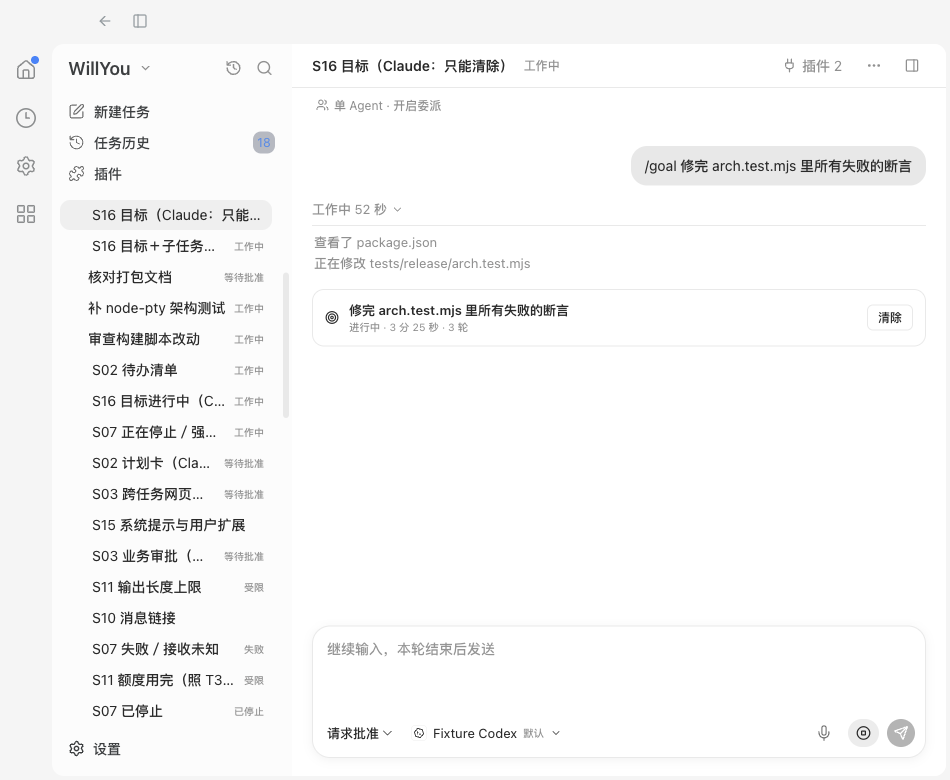 WillYou
新建任务
任务历史 18
插件
S16 目标（Claude：只能...
S16 目标＋子任务... 工作中
核对打包文档 等待批准
补 node-pty 架构测试 工作中
审查构建脚本改动 工作中
S02 待办清单 工作中
S16 目标进行中（C... 工作中
S07 正在停止 / 强... 工作中
S02 计划卡（Cla... 等待批准
S03 跨任务网页... 等待批准
S15 系统提示与用户扩展
S03 业务审批（... 等待批准
S11 输出长度上限 受限
S10 消息链接
S07 失败 / 接收未知 失败
S11 额度用完（照 T3... 受限
S07 已停止 已停止
设置
S16 目标（Claude：只能清除） 工作中 插件 2
单 Agent · 开启委派
/goal 修完 arch.test.mjs 里所有失败的断言
工作中 52 秒
查看了 package.json
正在修改 tests/release/arch.test.mjs
修完 arch.test.mjs 里所有失败的断言
进行中 · 3 分 25 秒 · 3 轮
清除
继续输入，本轮结束后发送
请求批准 Fixture Codex 默认